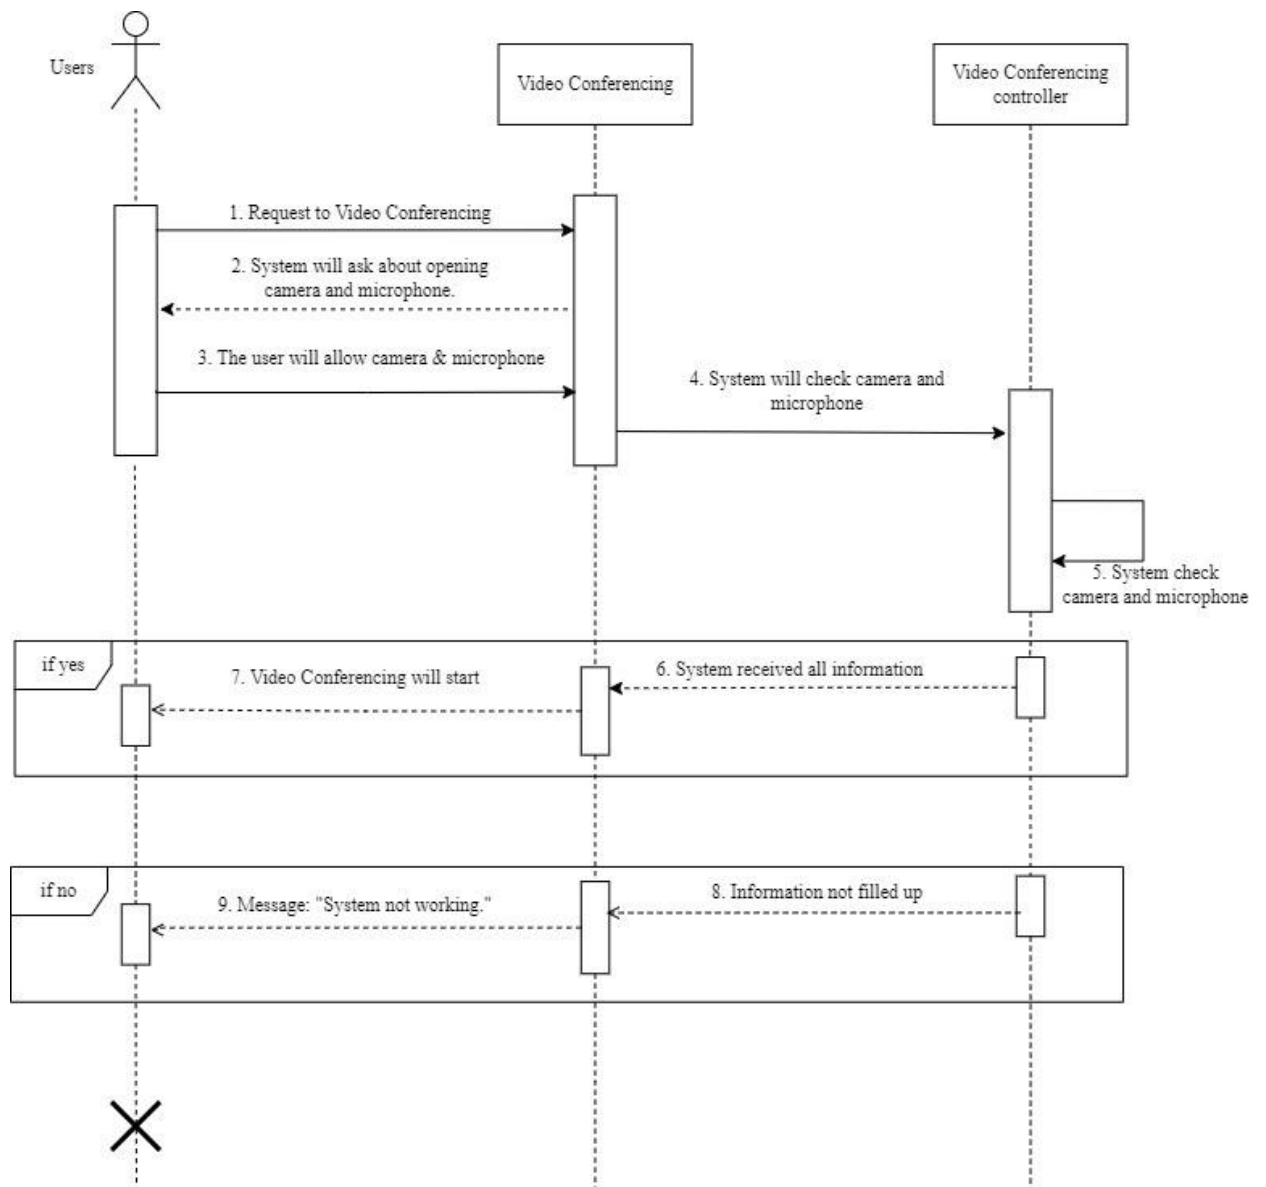 Users
Video Conferencing
Video Conferencing
controller
1. Request to Video Conferencing
2. System will ask about opening
camera and microphone.
3. The user will allow camera & microphone
4. System will check camera and
microphone
5. System check
camera and microphone
if yes
7. Video Conferencing will start
6. System received all information
if no
9. Message: "System not working."
8. Information not filled up